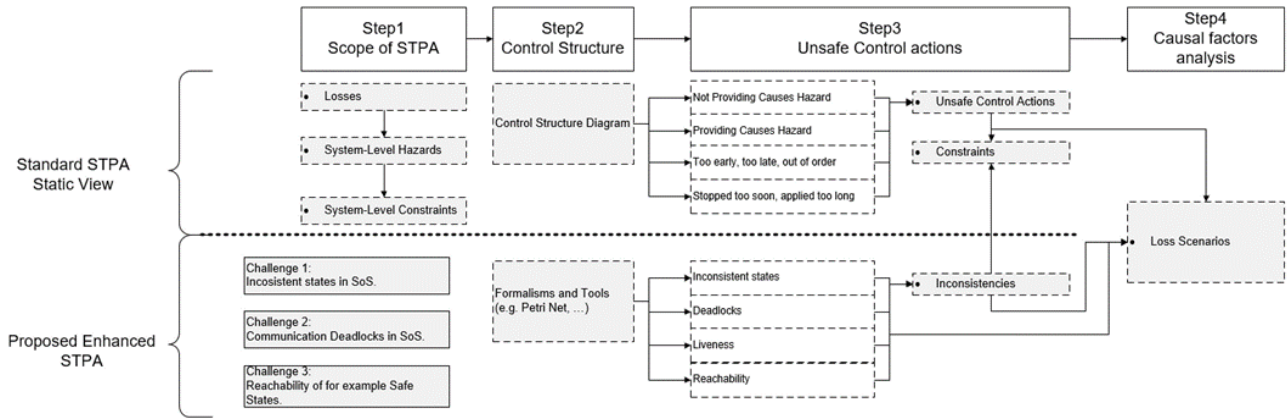 Step1
Scope of STPA
Step2
Control Structure
Step3
Unsafe Control actions
Step4
Causal factors
analysis
Standard STPA
Static View
• Losses
• System-Level Hazards
• System-Level Constraints
Control Structure Diagram
Not Providing Causes Hazard
Providing Causes Hazard
Too early, too late, out of order
Stopped too soon, applied too long
• Unsafe Control Actions
• Constraints
• Loss Scenarios
Proposed Enhanced
STPA
Challenge 1:
Incosistent states in SoS.
Challenge 2:
Communication Deadlocks in SoS.
Challenge 3:
Reachability of for example Safe
States.
Formalisms and Tools
(e.g. Petri Net, ...)
Inconsistent states
Deadlocks
Liveness
Reachability
• Inconsistencies